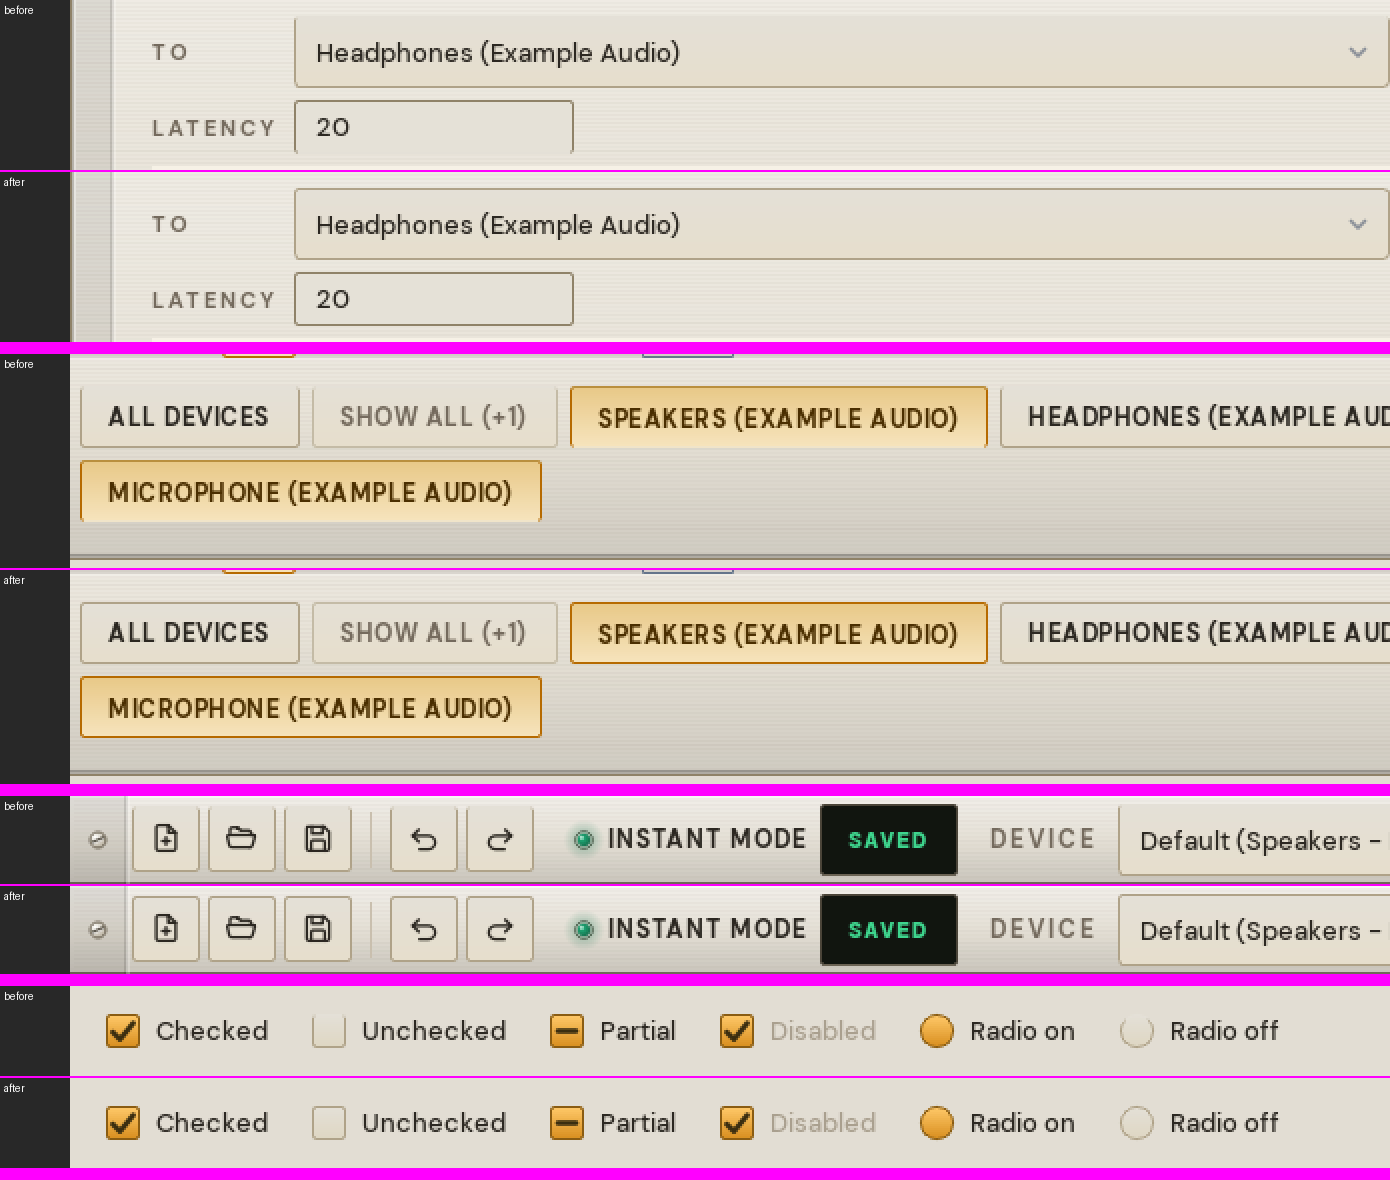 before
TO Headphones (Example Audio)
LATENCY 20
after
TO Headphones (Example Audio)
LATENCY 20
before
ALL DEVICES SHOW ALL (+1) SPEAKERS (EXAMPLE AUDIO) HEADPHONES (EXAMPLE AUD
MICROPHONE (EXAMPLE AUDIO)
after
ALL DEVICES SHOW ALL (+1) SPEAKERS (EXAMPLE AUDIO) HEADPHONES (EXAMPLE AUD
MICROPHONE (EXAMPLE AUDIO)
before
INSTANT MODE SAVED DEVICE Default (Speakers -
after
INSTANT MODE SAVED DEVICE Default (Speakers -
before
Checked Unchecked Partial Disabled Radio on Radio off
after
Checked Unchecked Partial Disabled Radio on Radio off